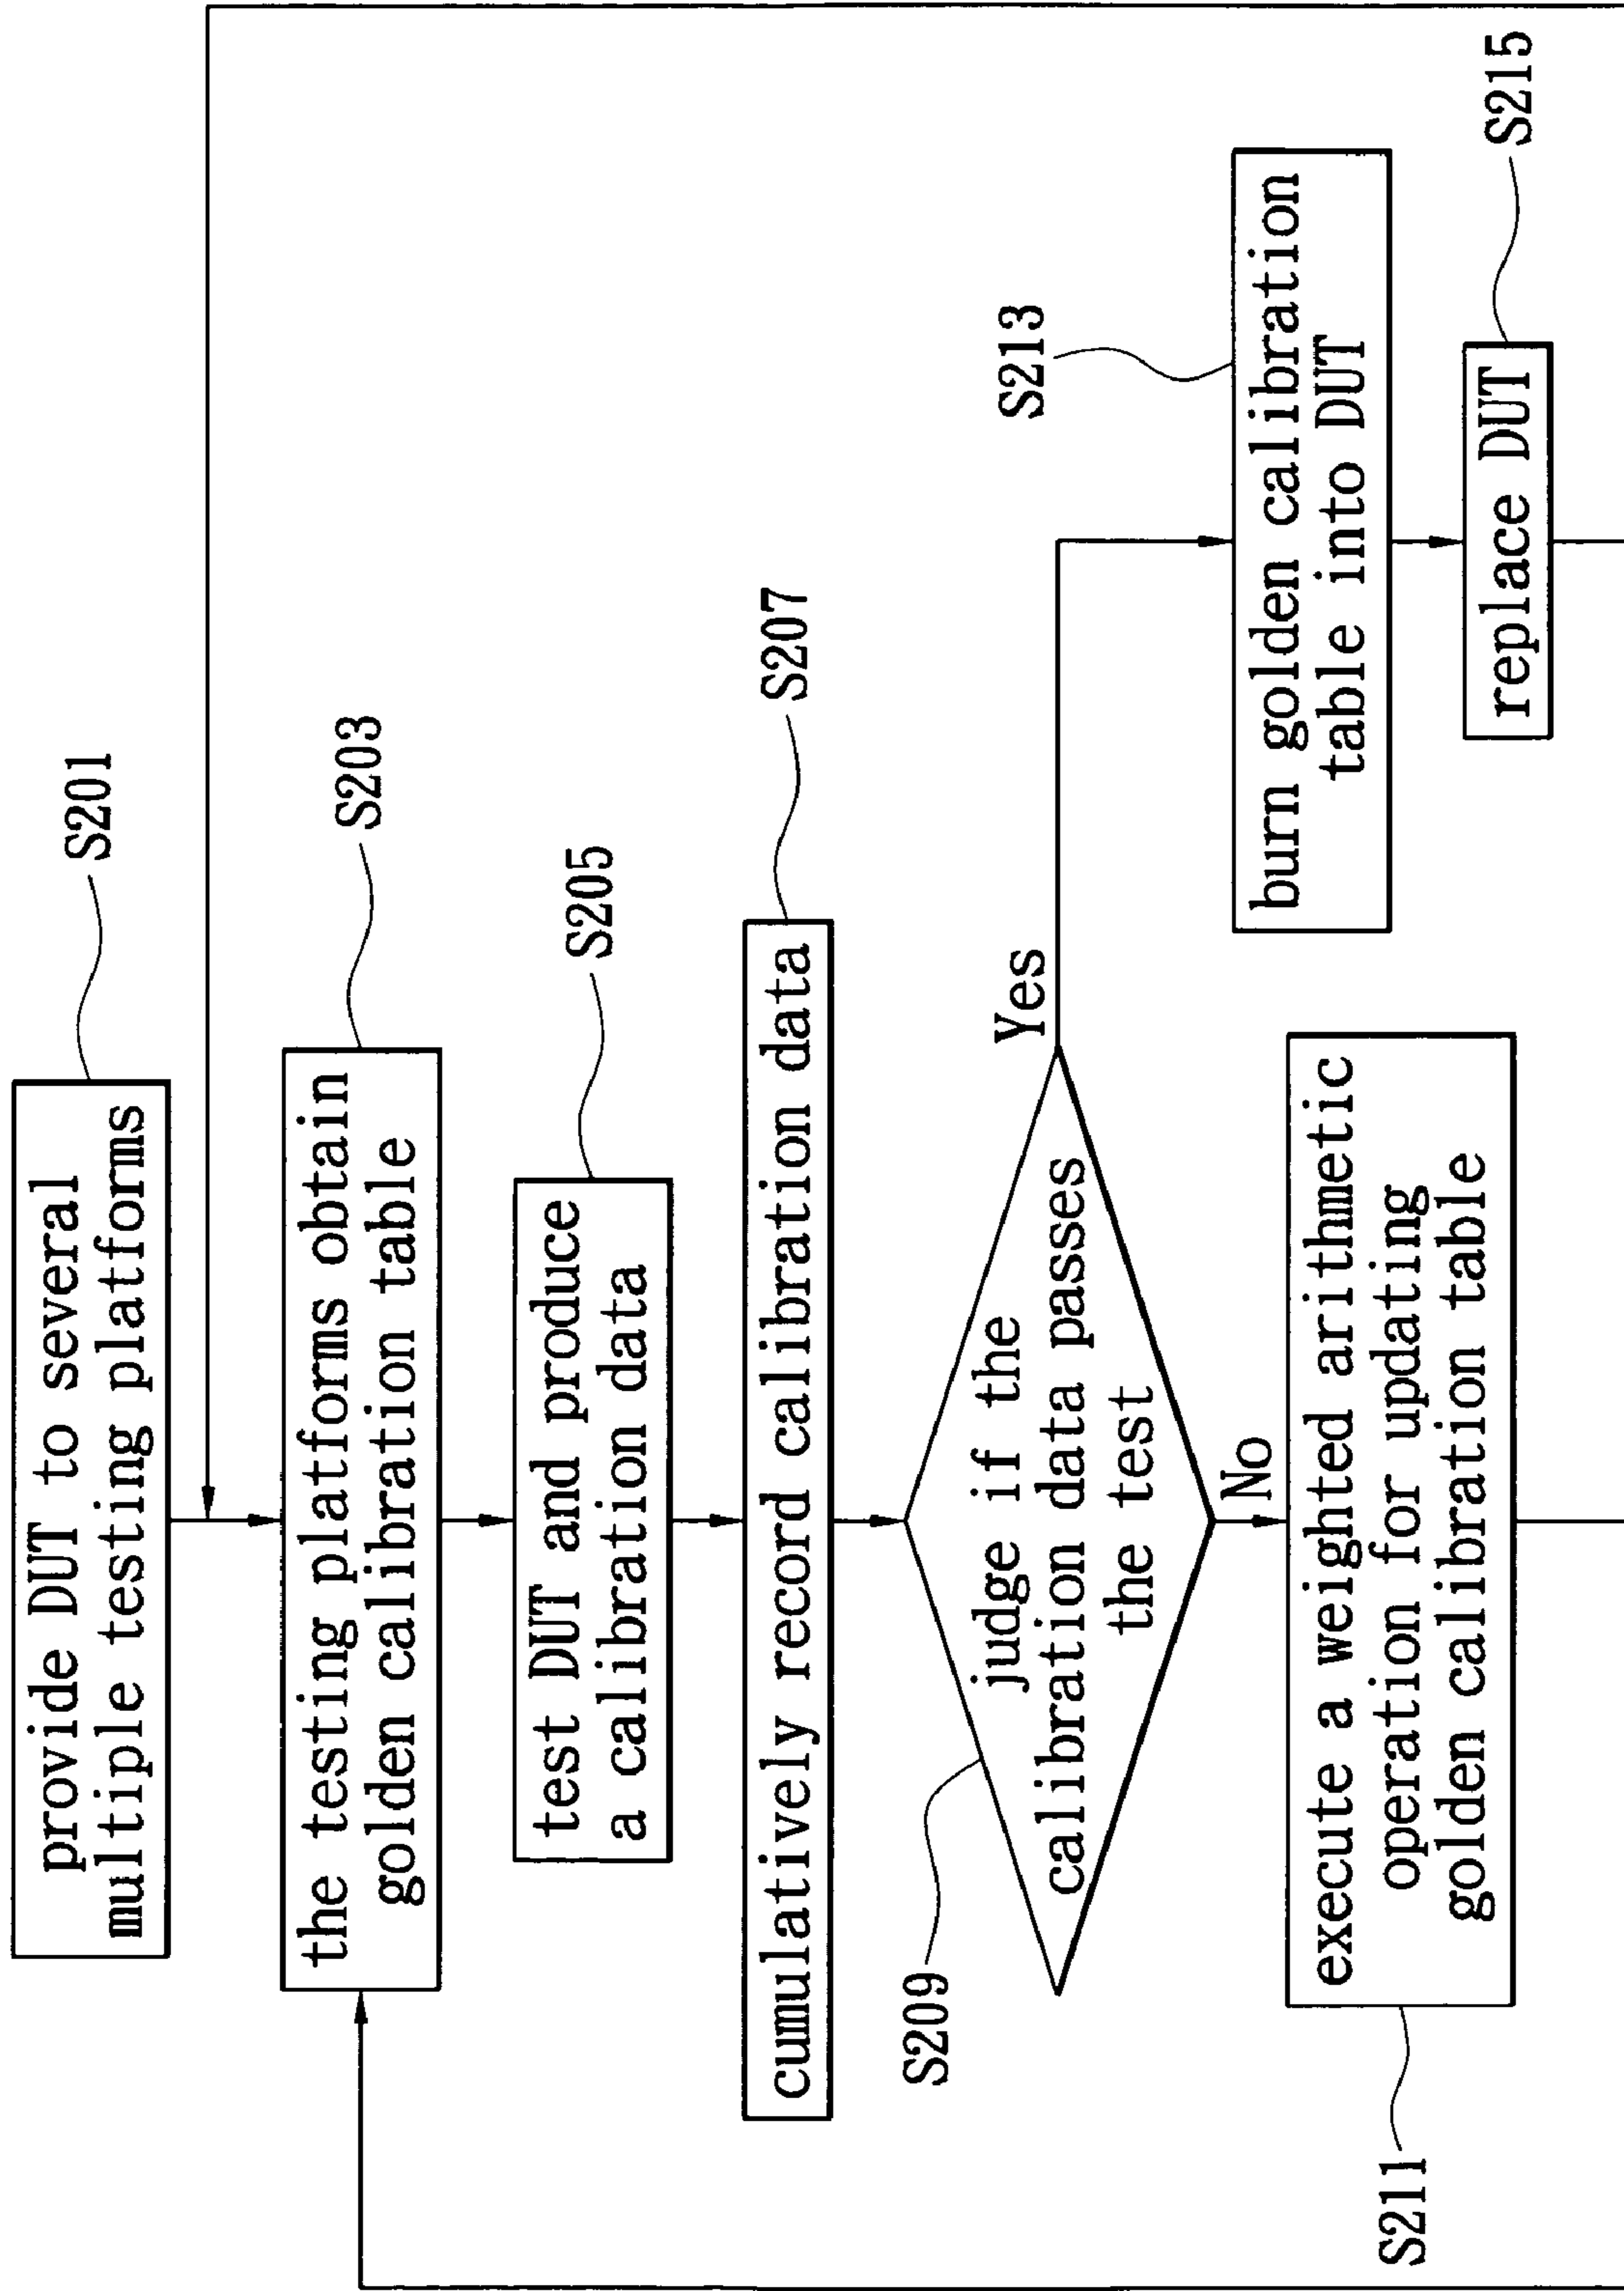 provide DUT to several
multiple testing platforms
S201
the testing platforms obtain
golden calibration table
S203
test DUT and produce
a calibration data
S205
cumulatively record calibration data
S207
judge if the
calibration data passes
the test
S209
Yes
No
execute a weighted arithmetic
operation for updating
golden calibration table
S211
burn golden calibration
table into DUT
S213
replace DUT
S215